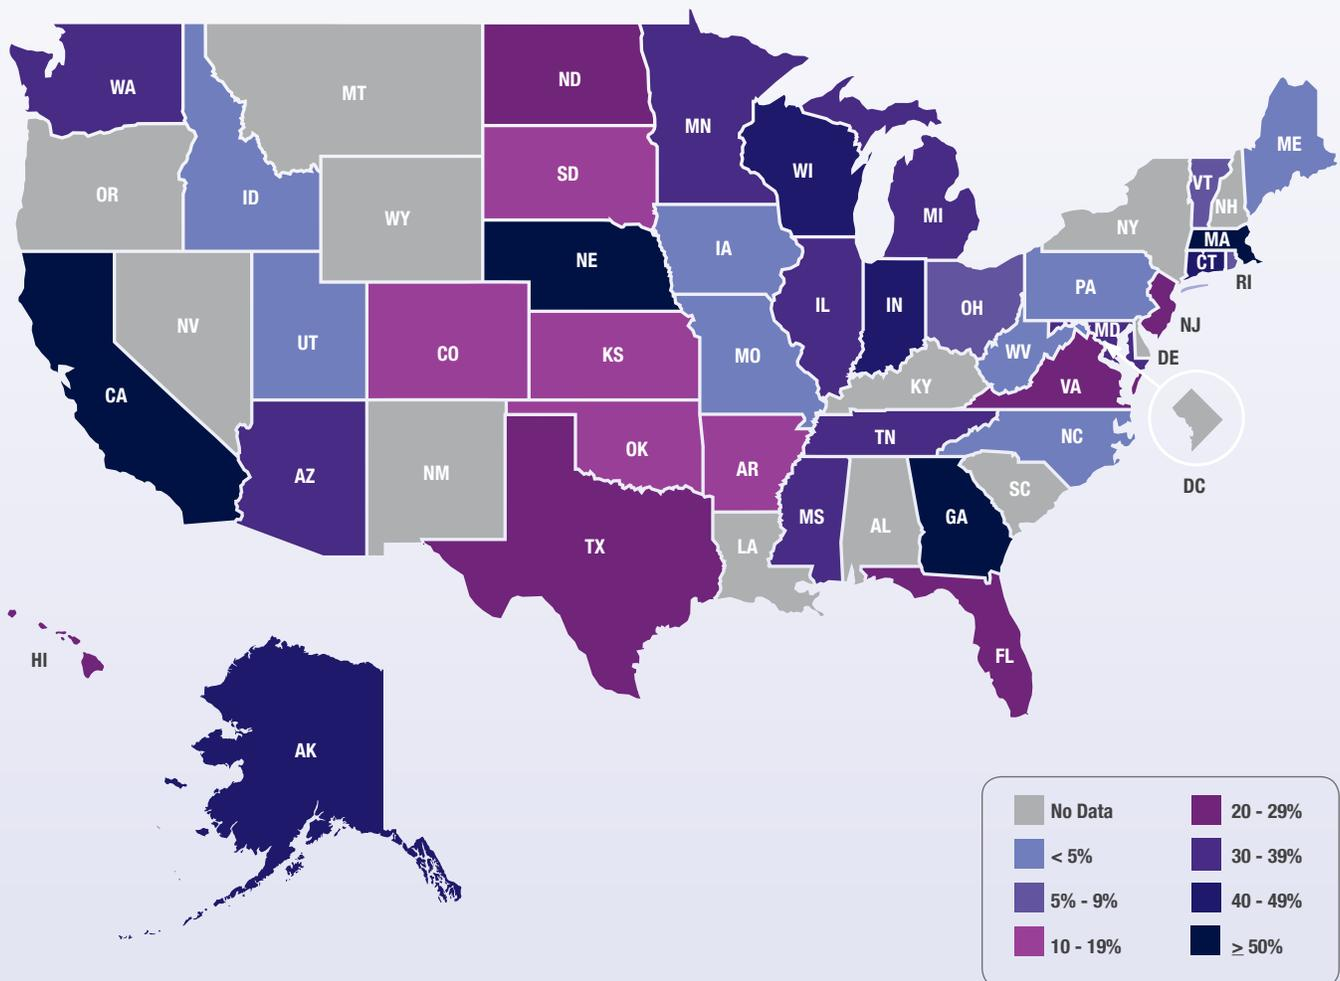 WA
MT
ND
MN
ME
SD
WI
VT
OR
ID
WY
NH
MI
NY
MA
IA
NE
CT
RI
PA
IL
IN
OH
NV
NJ
MD
UT
CO
KS
MO
WV
DE
KY
VA
CA
TN
NC
OK
AR
AZ
NM
DC
SC
MS
GA
AL
TX
LA
FL
HI
AK
No Data
< 5%
5% - 9%
10 - 19%
20 - 29%
30 - 39%
40 - 49%
≥ 50%